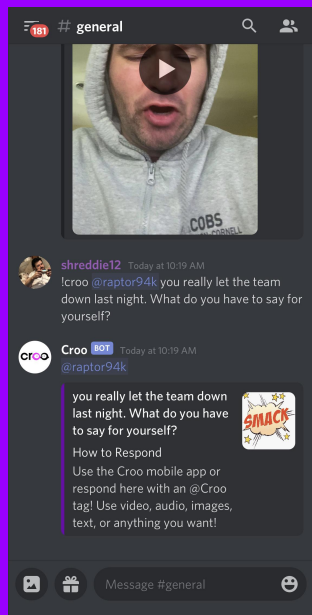 181
# general
COBS
CORNELL
shreddie12 Today at 10:19 AM
!croo @raptor94k you really let the team
down last night. What do you have to say for
yourself?
croo
Croo BOT Today at 10:19 AM
@raptor94k
you really let the team down
last night. What do you have
to say for yourself?
SMACK
How to Respond
Use the Croo mobile app or
respond here with an @Croo
tag! Use video, audio, images,
text, or anything you want!
Message #general